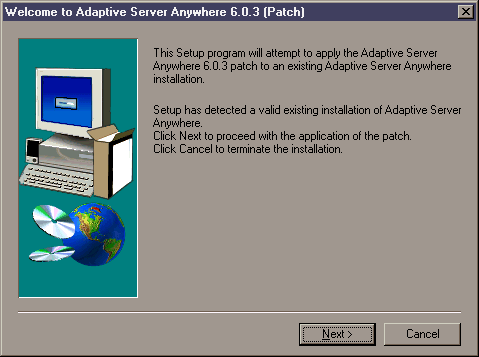 Welcome to Adaptive Server Anywhere 6.0.3 (Patch)
This Setup program will attempt to apply the Adaptive Server
Anywhere 6.0.3 patch to an existing Adaptive Server Anywhere
installation.
Setup has detected a valid existing installation of Adaptive Server
Anywhere.
Click Next to proceed with the application of the patch.
Click Cancel to terminate the installation.
Next >
Cancel